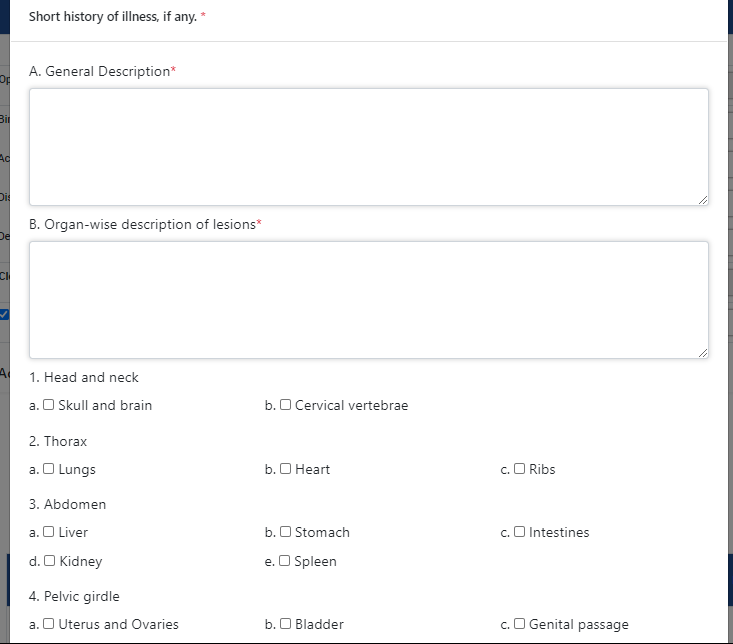 Short history of illness, if any. *
A. General Description*
B. Organ-wise description of lesions*
1. Head and neck
a. Skull and brain b. Cervical vertebrae
2. Thorax
a. Lungs b. Heart c. Ribs
3. Abdomen
a. Liver b. Stomach c. Intestines
d. Kidney e. Spleen
4. Pelvic girdle
a. Uterus and Ovaries b. Bladder c. Genital passage